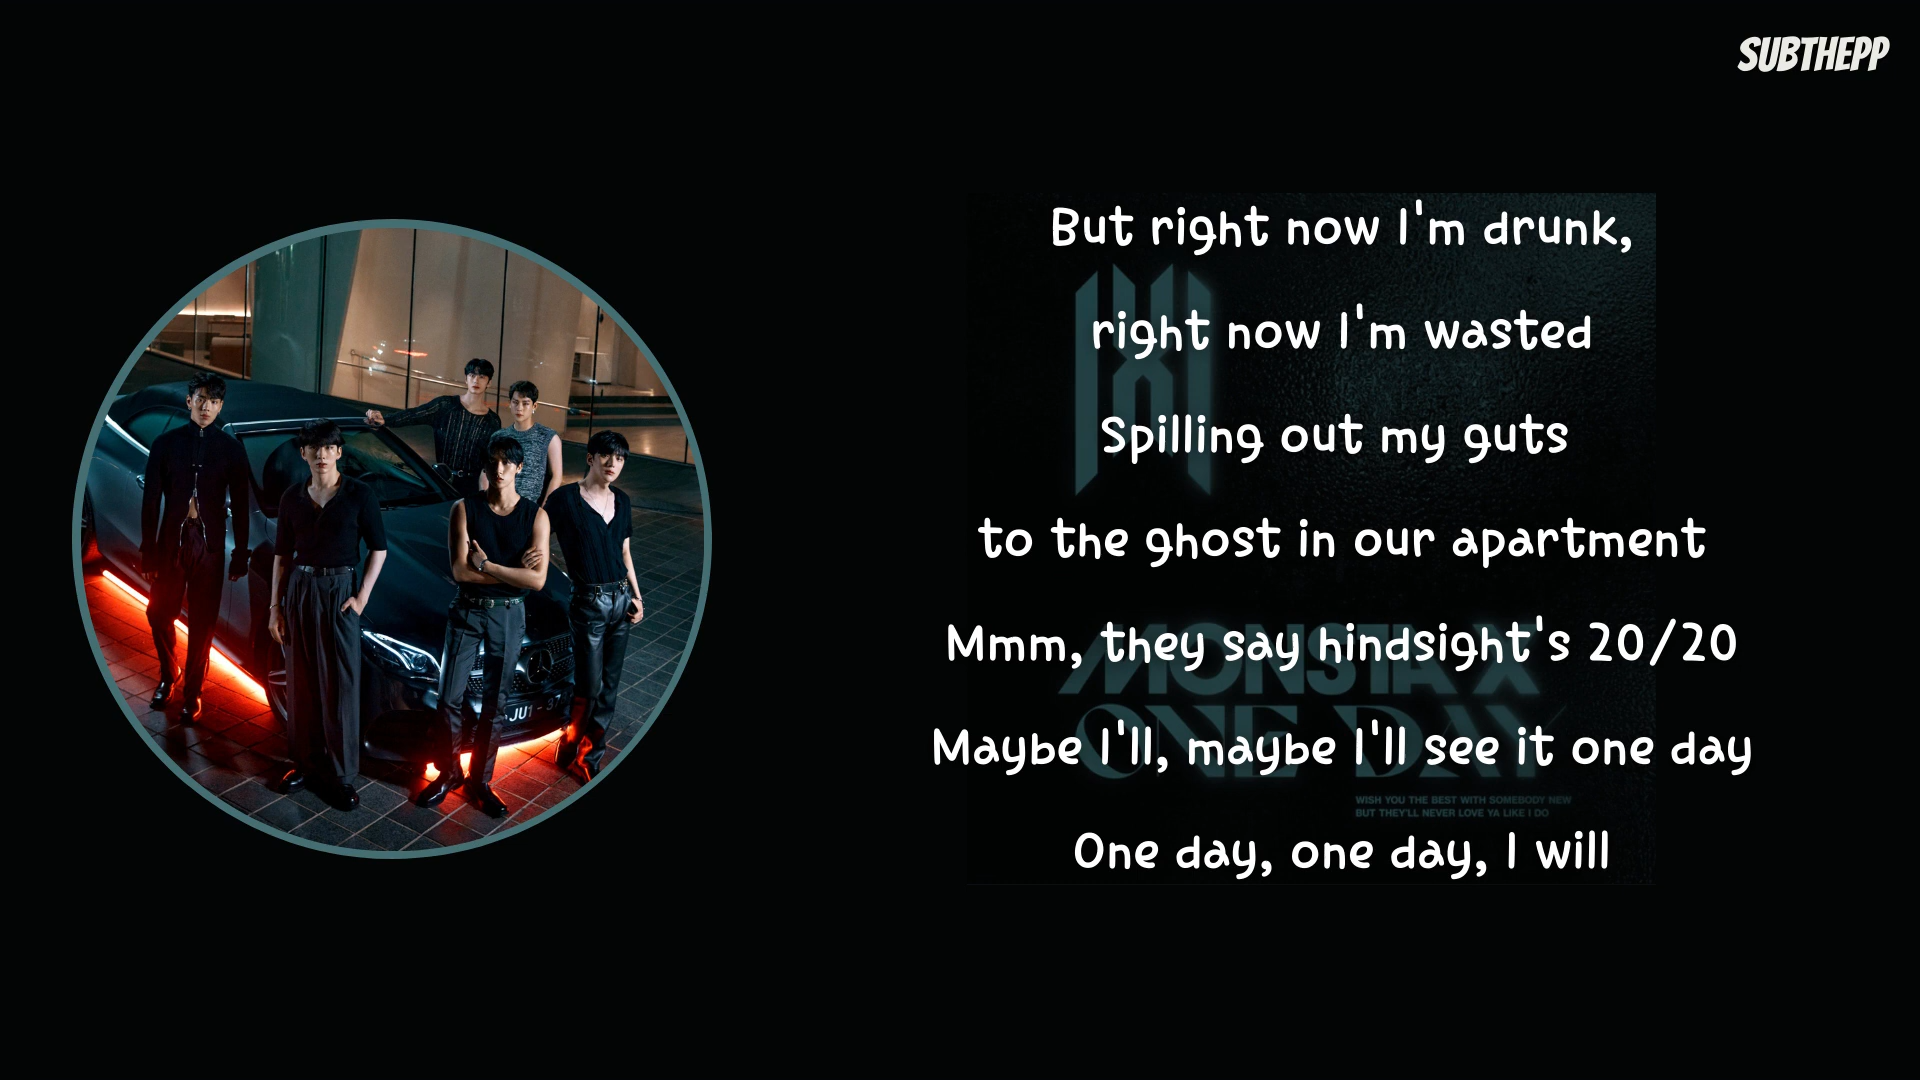 SUBTHEPP
But right now I'm drunk,
right now I'm wasted
Spilling out my guts
to the ghost in our apartment
Mmm, they say hindsight's 20/20
MONSTA X
Maybe I'll, maybe I'll see it one day
ONE DAY
WISH YOU THE BEST WITH SOMEBODY NEW
BUT THEY'LL NEVER LOVE YA LIKE I DO
One day, one day, I will